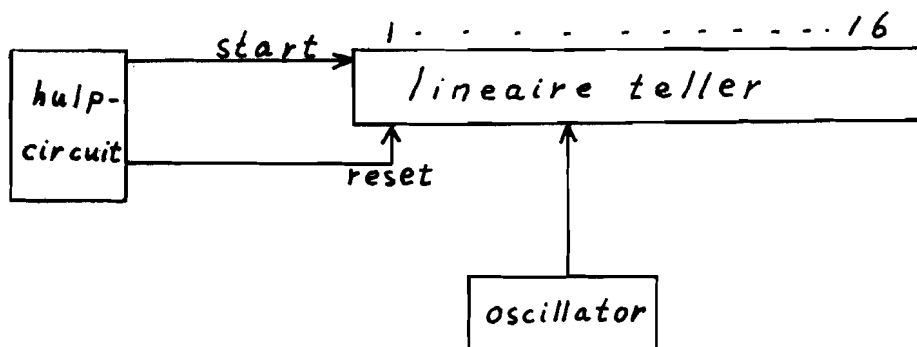 1 - - - - - - - - - - - - 16
start
lineaire teller
hulp-
circuit
reset
oscillator